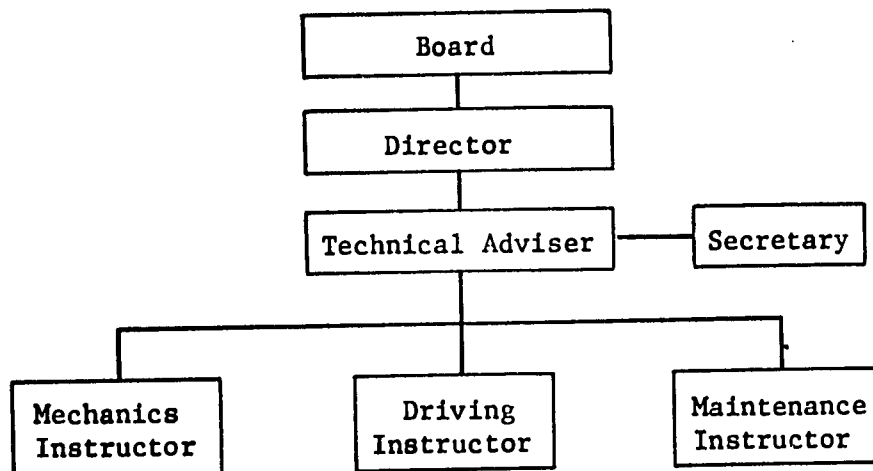 Board
Director
Technical Adviser
Secretary
Mechanics
Instructor
Driving
Instructor
Maintenance
Instructor